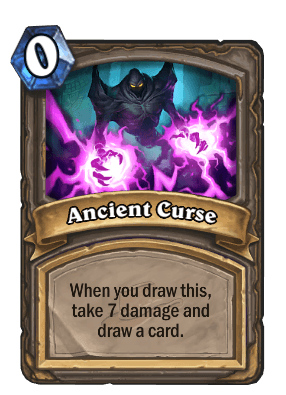 0
Ancient Curse
When you draw this,
take 7 damage and
draw a card.